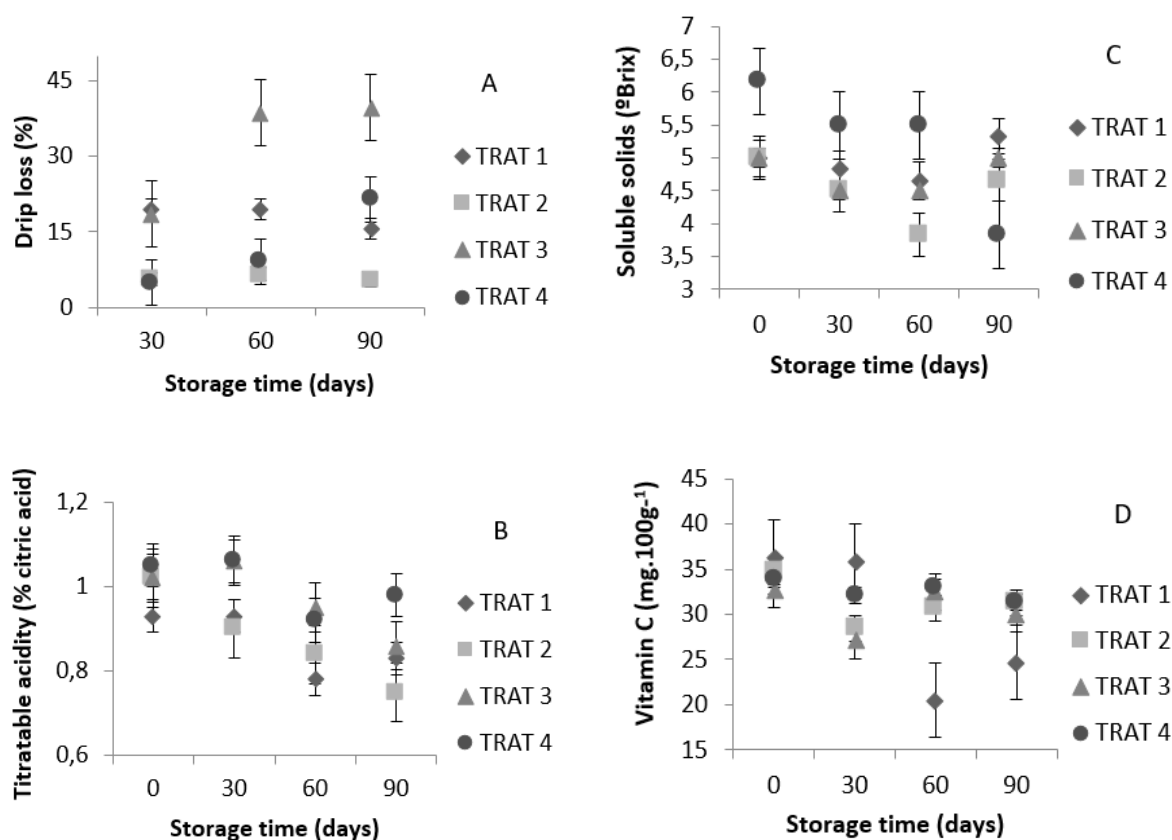 A
Drip loss (%)
45
30
15
0
30 60 90
Storage time (days)
TRAT 1
TRAT 2
TRAT 3
TRAT 4
C
Soluble solids (ºBrix)
7
6,5
6
5,5
5
4,5
4
3,5
3
0 30 60 90
Storage time (days)
TRAT 1
TRAT 2
TRAT 3
TRAT 4
B
Titratable acidity (% citric acid)
1,2
1
0,8
0,6
0 30 60 90
Storage time (days)
TRAT 1
TRAT 2
TRAT 3
TRAT 4
D
Vitamin C (mg.100g-¹)
45
40
35
30
25
20
15
0 30 60 90
Storage time (days)
TRAT 1
TRAT 2
TRAT 3
TRAT 4